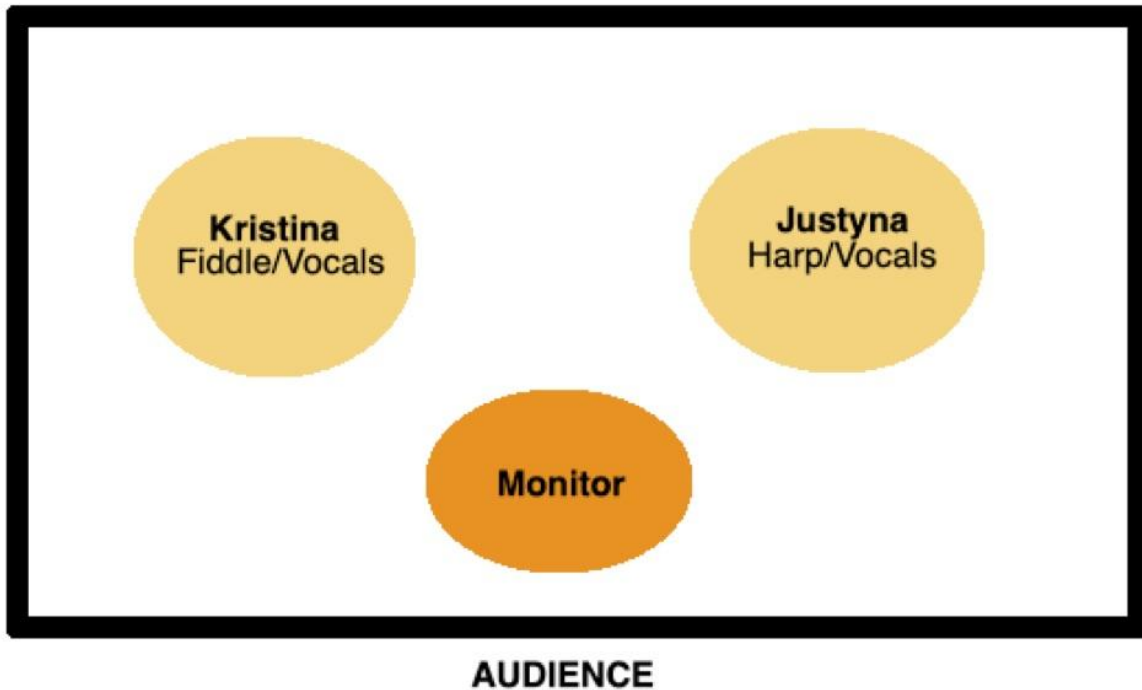 Kristina
Fiddle/Vocals
Justyna
Harp/Vocals
Monitor
AUDIENCE